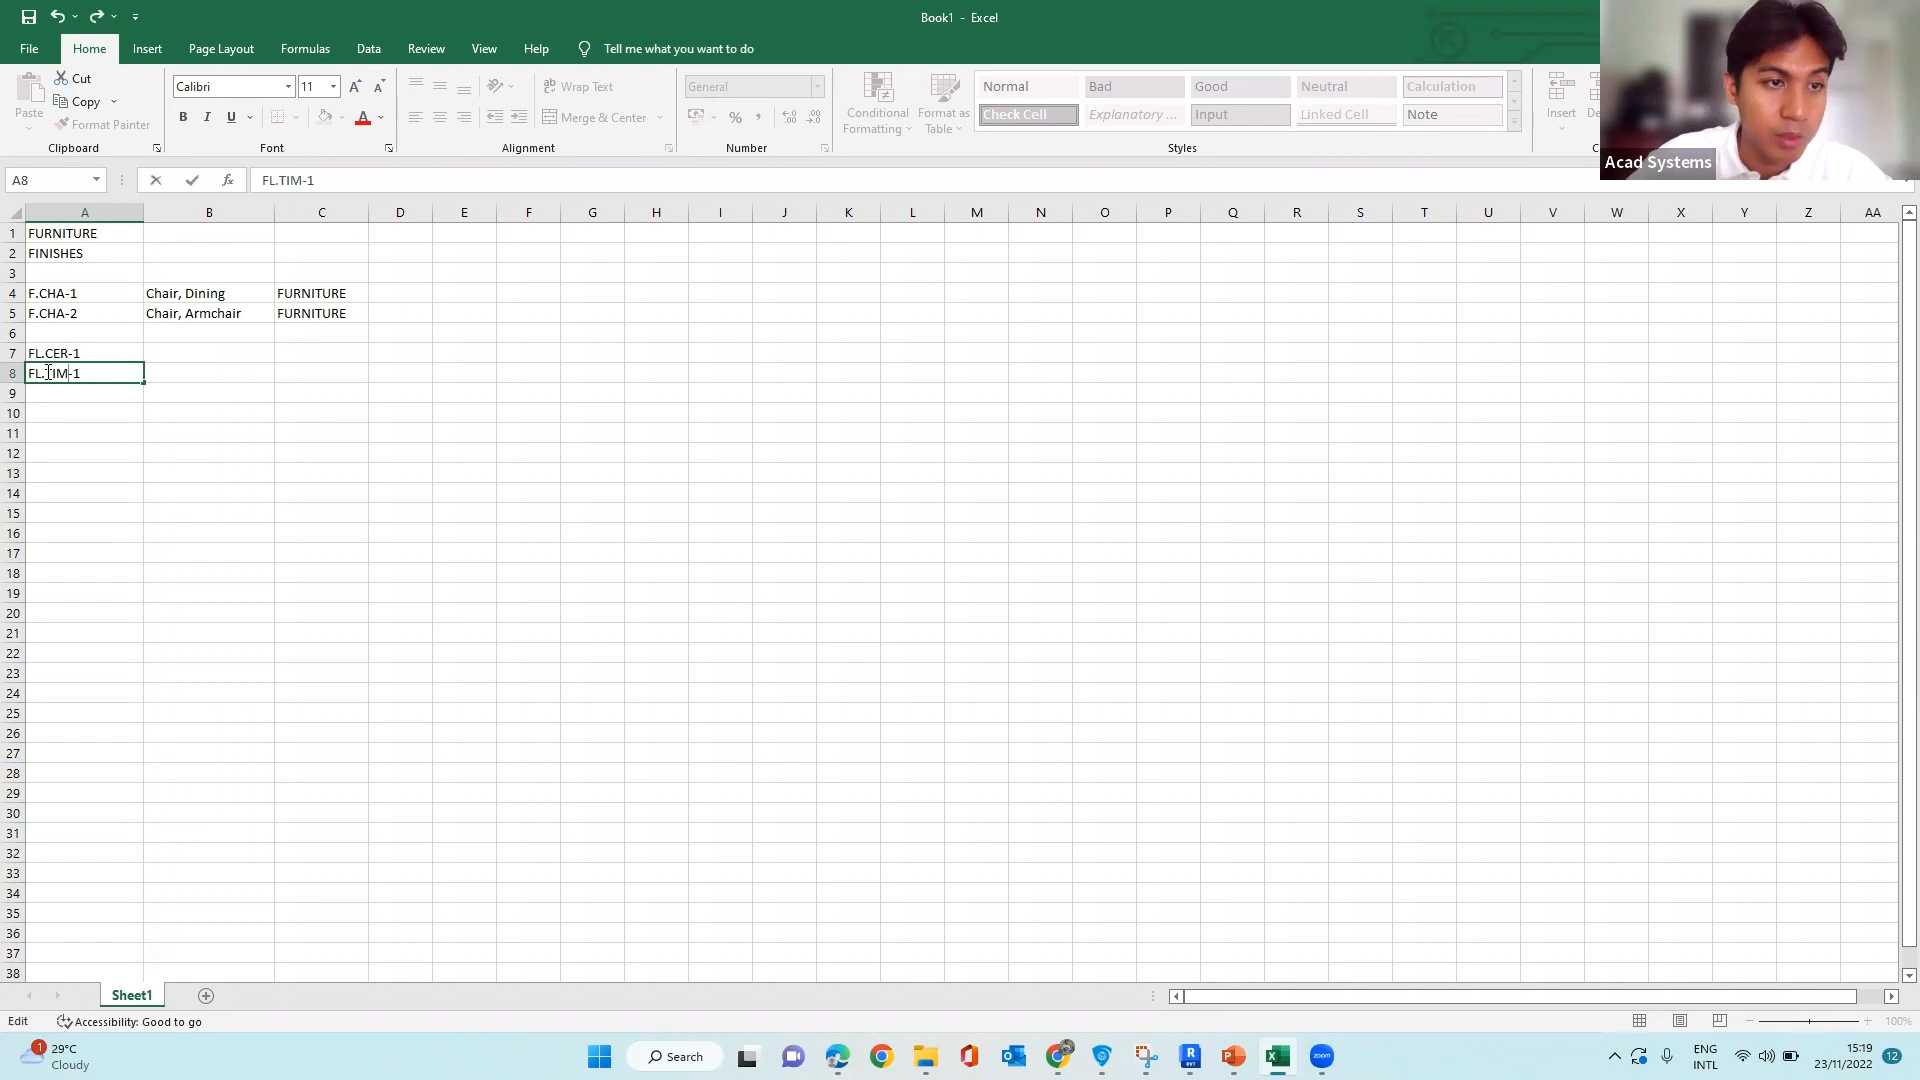 Book1 - Excel
File Home Insert Page Layout Formulas Data Review View Help Tell me what you want to do
Paste
Cut
Copy
Format Painter
Clipboard
Calibri 11
B I U
Font
Wrap Text
Merge & Center
Alignment
General
Number
Conditional Formatting
Format as Table
Normal Bad Good Neutral Calculation
Check Cell Explanatory ... Input Linked Cell Note
Styles
Insert
Acad Systems
A8 fx FL.TIM-1
A B C D E F G H I J K L M N O P Q R S T U V W X Y Z AA
1 FURNITURE
2 FINISHES
3
4 F.CHA-1 Chair, Dining FURNITURE
5 F.CHA-2 Chair, Armchair FURNITURE
6
7 FL.CER-1
8 FL.TIM-1
9
10
11
12
13
14
15
16
17
18
19
20
21
22
23
24
25
26
27
28
29
30
31
32
33
34
35
36
37
38
Sheet1
Edit Accessibility: Good to go 100%
1 29°C
Cloudy
Search
zoom
ENG
INTL
15:19
23/11/2022
12